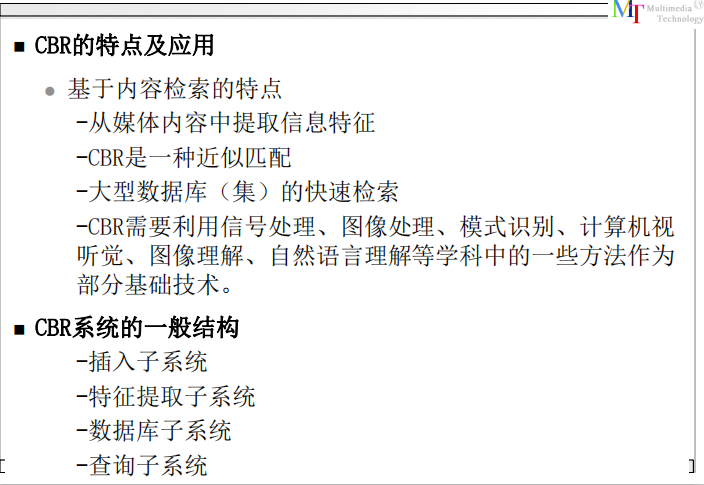 MT Multimedia
Technology
CBR的特点及应用
基于内容检索的特点
-从媒体内容中提取信息特征
-CBR是一种近似匹配
-大型数据库（集）的快速检索
-CBR需要利用信号处理、图像处理、模式识别、计算机视
听觉、图像理解、自然语言理解等学科中的一些方法作为
部分基础技术。
CBR系统的一般结构
-插入子系统
-特征提取子系统
-数据库子系统
-查询子系统